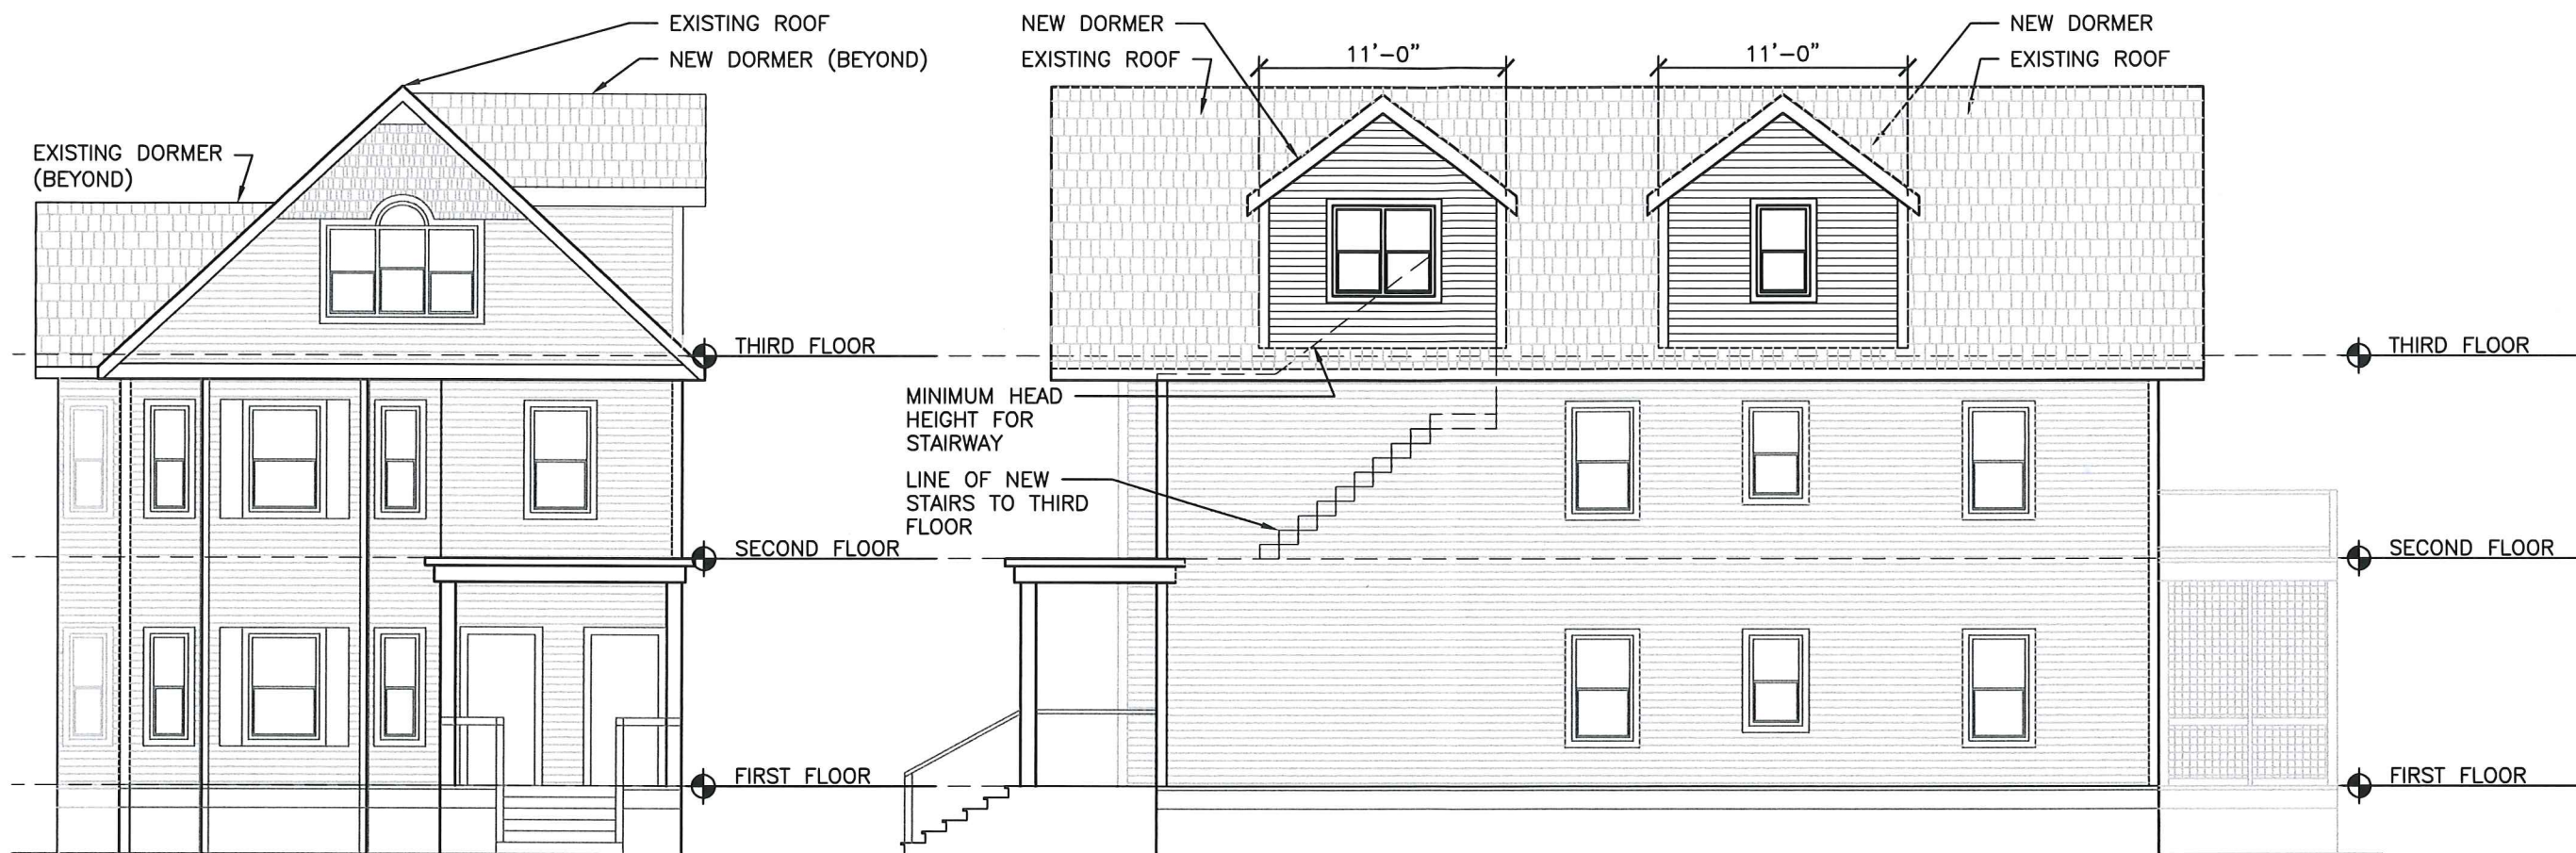 EXISTING ROOF
NEW DORMER (BEYOND)
EXISTING DORMER
(BEYOND)
THIRD FLOOR
SECOND FLOOR
FIRST FLOOR
NEW DORMER
EXISTING ROOF
11'-0"
11'-0"
NEW DORMER
EXISTING ROOF
MINIMUM HEAD
HEIGHT FOR
STAIRWAY
LINE OF NEW
STAIRS TO THIRD
FLOOR
THIRD FLOOR
SECOND FLOOR
FIRST FLOOR